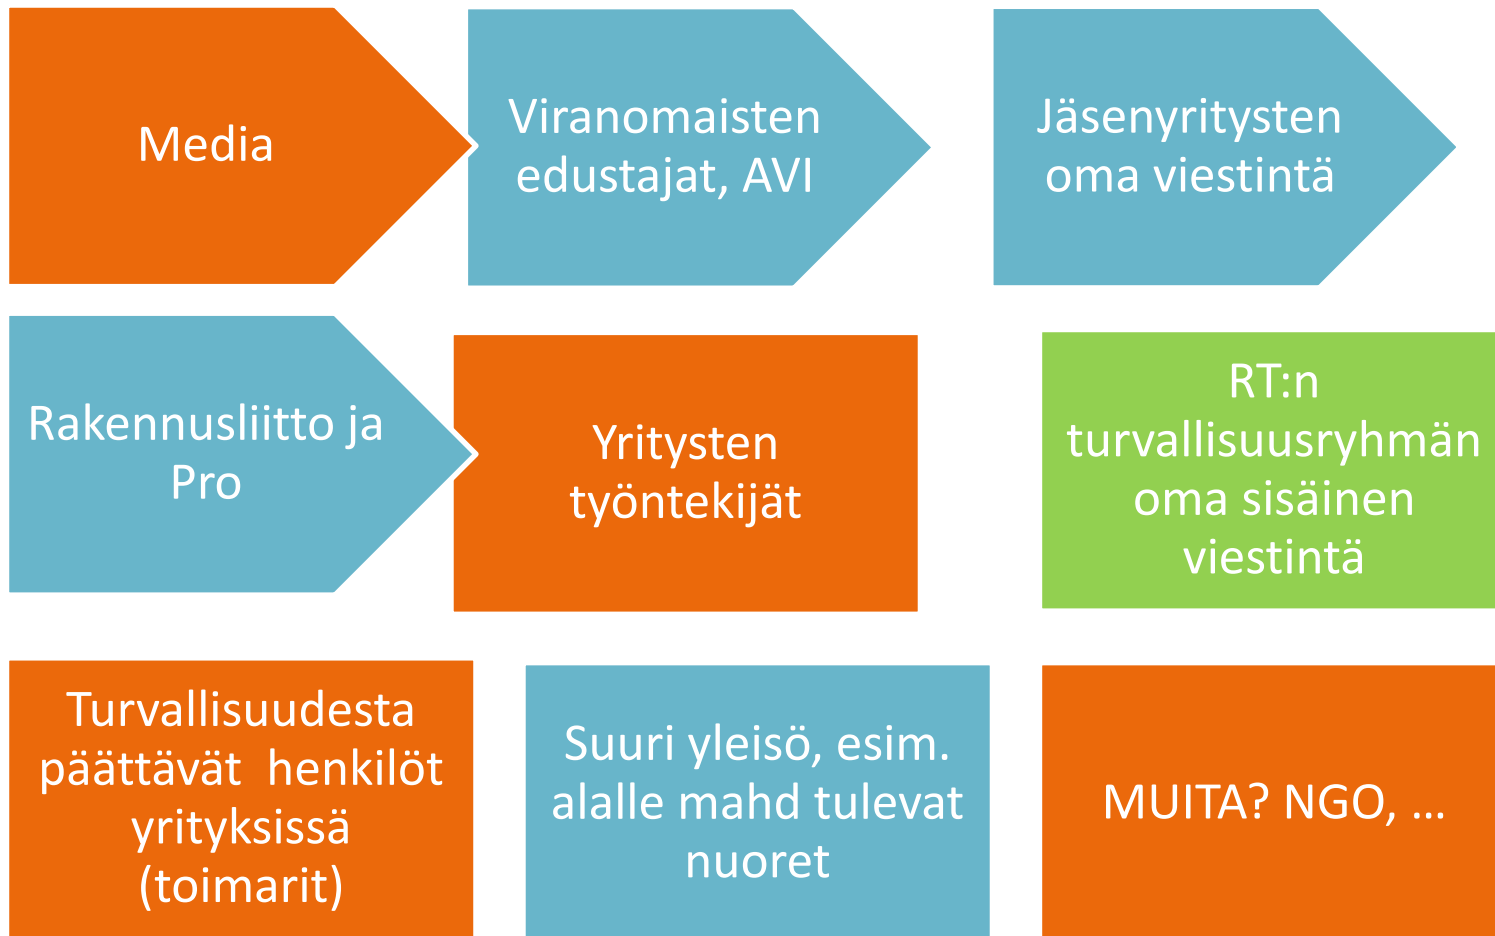 Media
Viranomaisten
edustajat, AVI
Jäsenyritysten
oma viestintä
Rakennusliitto ja
Pro
Yritysten
työntekijät
RT:n
turvallisuusryhmän
oma sisäinen
viestintä
Turvallisuudesta
päättävät  henkilöt
yrityksissä
(toimarit)
Suuri yleisö, esim.
alalle mahd tulevat
nuoret
MUITA? NGO, …